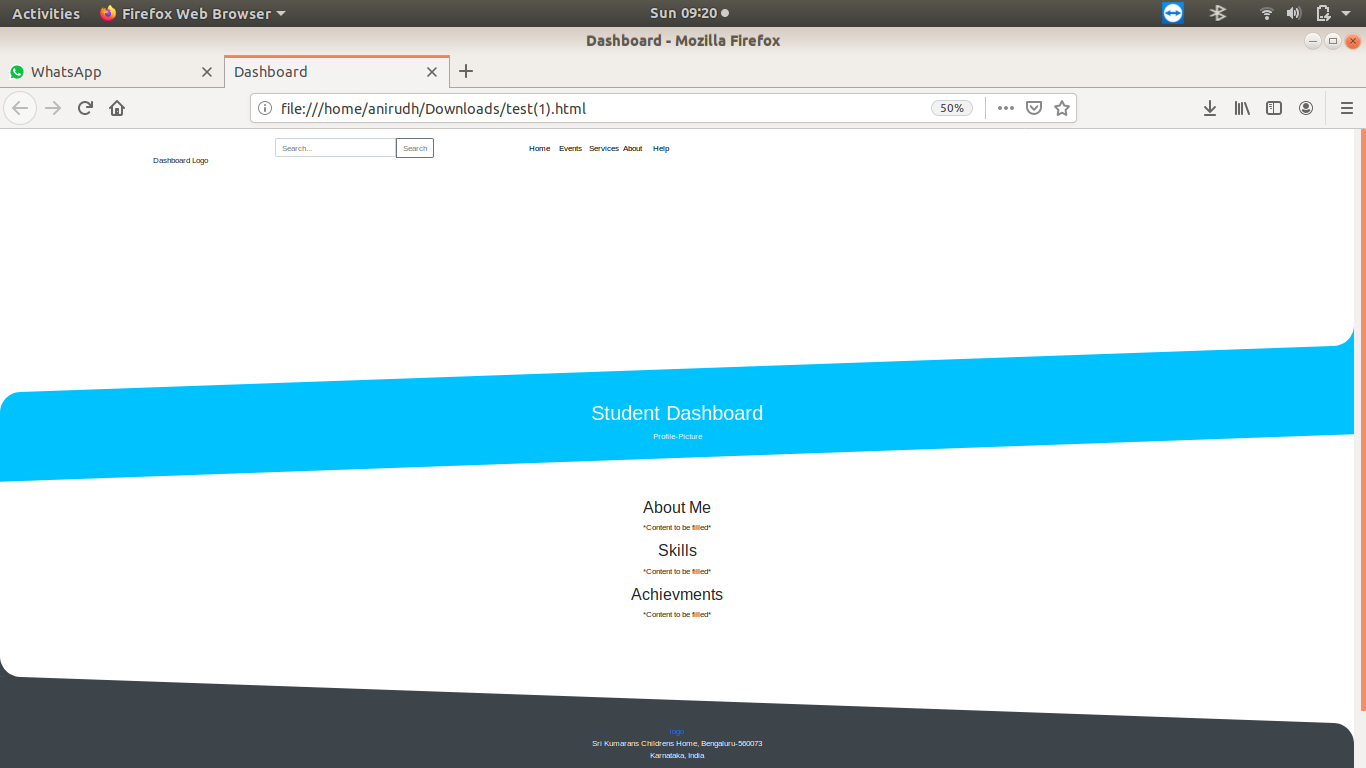 Activities Firefox Web Browser Sun 09:20
Dashboard - Mozilla Firefox
WhatsApp Dashboard
file:///home/anirudh/Downloads/test(1).html 50%
Search... Search Home Events Services About Help
Dashboard Logo
Student Dashboard
Profile-Picture
About Me
*Content to be filled*
Skills
*Content to be filled*
Achievments
*Content to be filled*
logo
Sri Kumarans Childrens Home, Bengaluru-560073
Karnataka, India